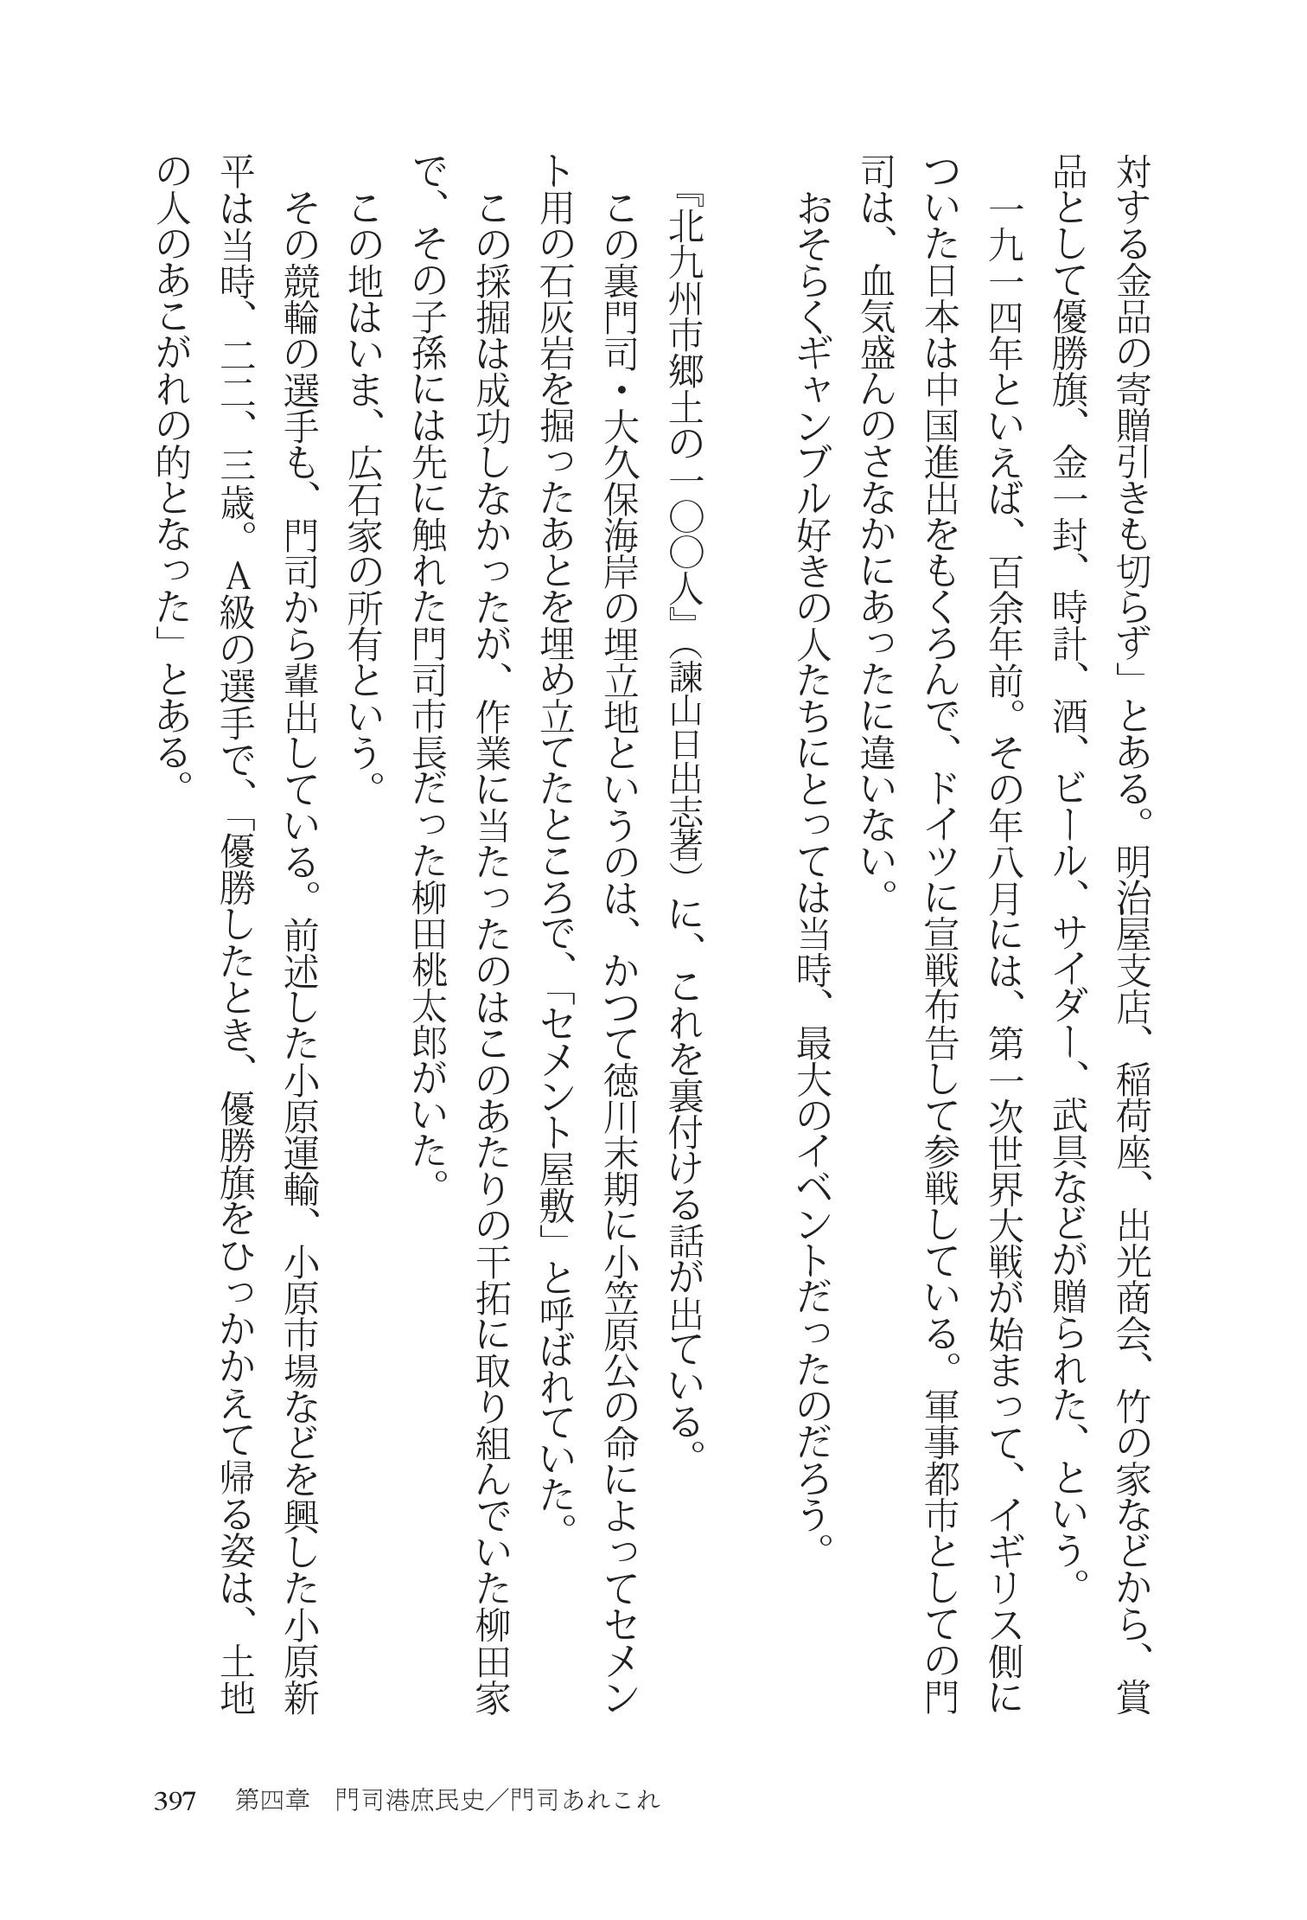 対する金品の寄贈引きも切らず」とある。明治屋支店、稲荷座、出光商会、竹の家などから、賞
品として優勝旗、金一封、時計、酒、ビール、サイダー、武具などが贈られた、という。
　一九一四年といえば、百余年前。その年八月には、第一次世界大戦が始まって、イギリス側に
ついた日本は中国進出をもくろんで、ドイツに宣戦布告して参戦している。軍事都市としての門
司は、血気盛んのさなかにあったに違いない。
　おそらくギャンブル好きの人たちにとっては当時、最大のイベントだったのだろう。
　『北九州市郷土の一〇〇人』（諫山日出志著）に、これを裏付ける話が出ている。
　この裏門司・大久保海岸の埋立地というのは、かつて徳川末期に小笠原公の命によってセメン
ト用の石灰岩を掘ったあとを埋め立てたところで、「セメント屋敷」と呼ばれていた。
　この採掘は成功しなかったが、作業に当たったのはこのあたりの干拓に取り組んでいた柳田家
で、その子孫には先に触れた門司市長だった柳田桃太郎がいた。
　この地はいま、広石家の所有という。
　その競輪の選手も、門司から輩出している。前述した小原運輸、小原市場などを興した小原新
平は当時、二二、三歳。A級の選手で、「優勝したとき、優勝旗をひっかかえて帰る姿は、土地
の人のあこがれの的となった」とある。
397　第四章　門司港庶民史／門司あれこれ